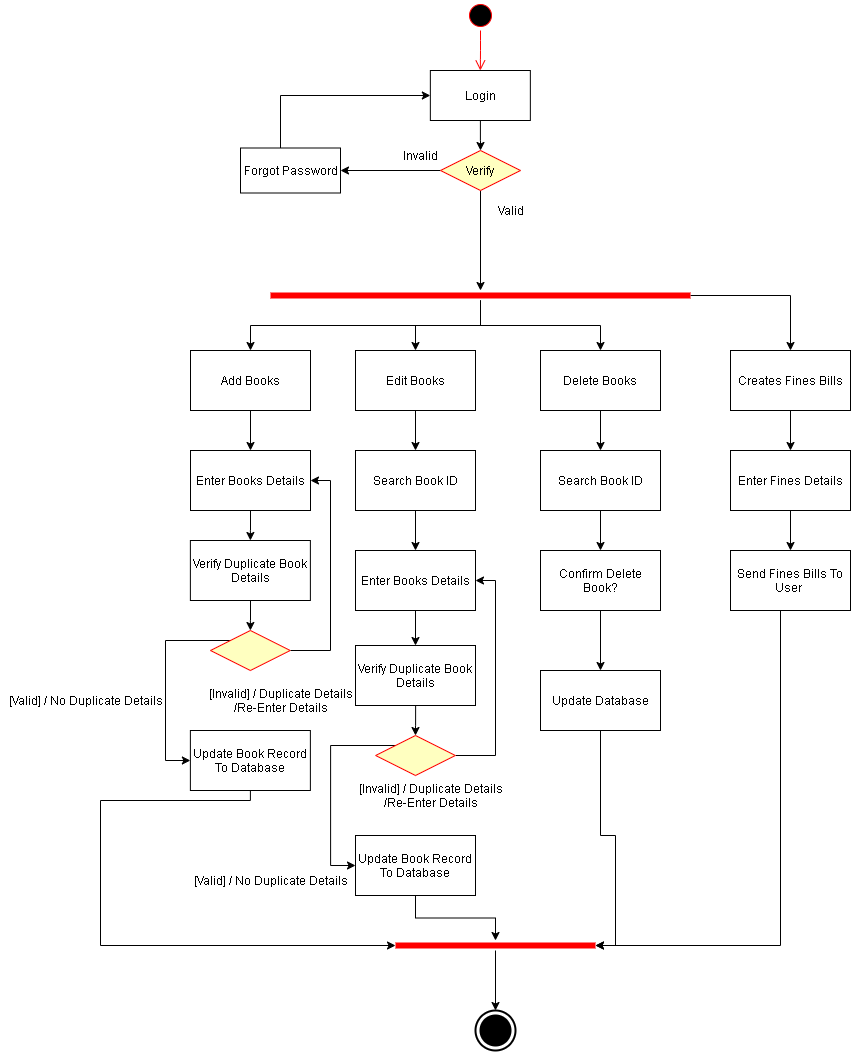 Login
Invalid
Forgot Password
Verify
Valid
Add Books
Edit Books
Delete Books
Creates Fines Bills
Enter Books Details
Search Book ID
Search Book ID
Enter Fines Details
Verify Duplicate Book
Details
Enter Books Details
Confirm Delete
Book?
Send Fines Bills To
User
[Valid] / No Duplicate Details
[Invalid] / Duplicate Details
/Re-Enter Details
Verify Duplicate Book
Details
Update Database
Update Book Record
To Database
[Invalid] / Duplicate Details
/Re-Enter Details
[Valid] / No Duplicate Details
Update Book Record
To Database